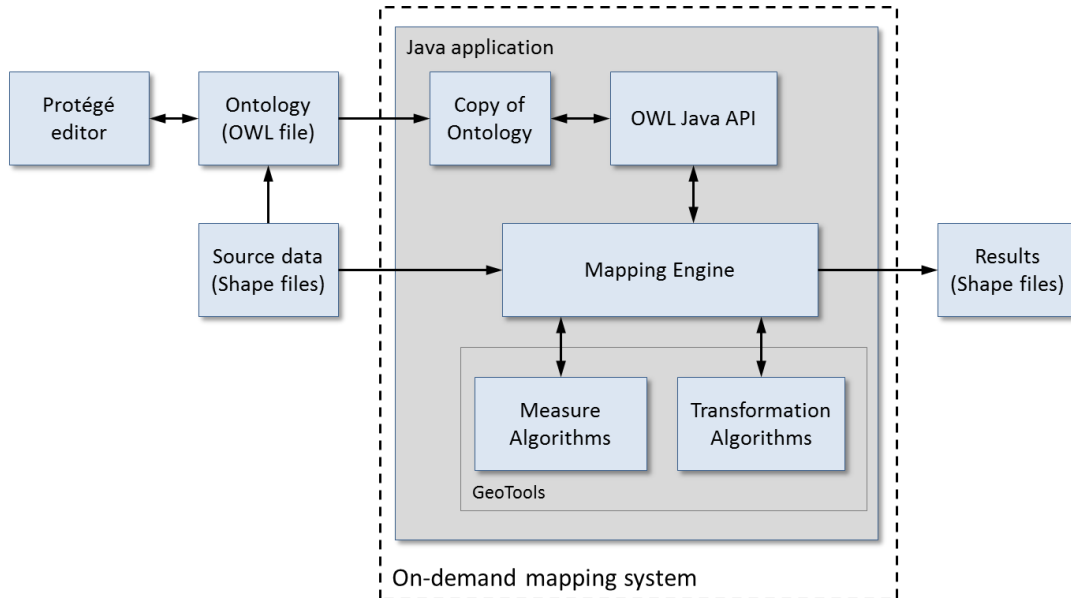 Java application
Protégé
editor
Ontology
(OWL file)
Copy of
Ontology
OWL Java API
Source data
(Shape files)
Mapping Engine
Results
(Shape files)
Measure
Algorithms
Transformation
Algorithms
GeoTools
On-demand mapping system